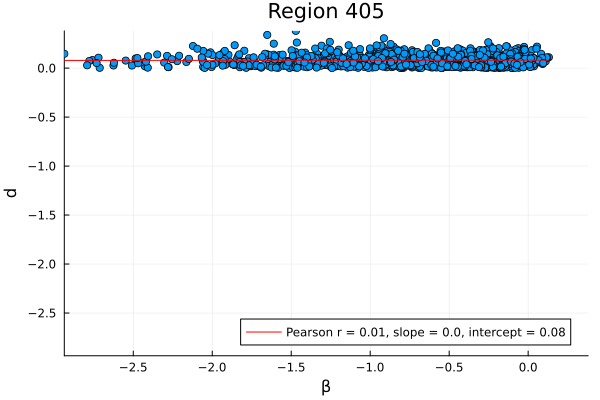 Region 405
0.0
−0.5
−1.0
−1.5
−2.0
−2.5
d
Pearson r = 0.01, slope = 0.0, intercept = 0.08
−2.5 −2.0 −1.5 −1.0 −0.5 0.0
β